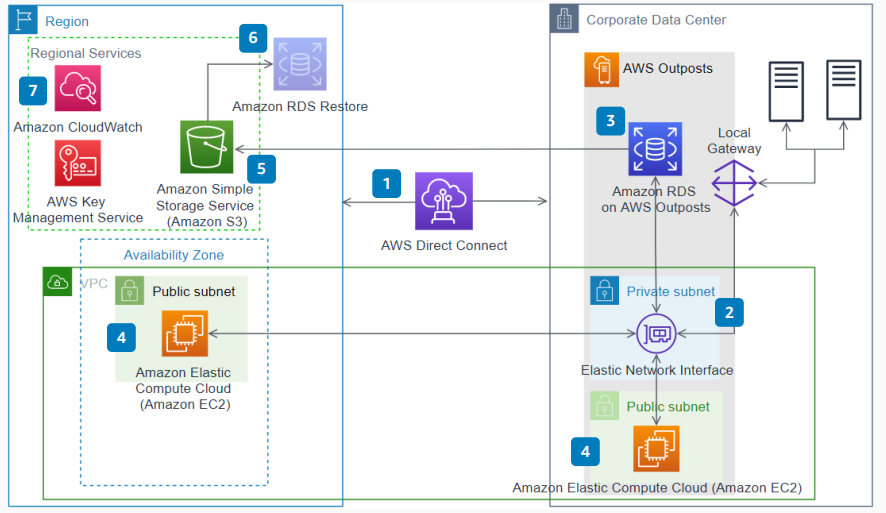 Region
Corporate Data Center
6
Regional Services
7
Amazon CloudWatch
AWS Key
Management Service
Amazon Simple
Storage Service
(Amazon S3)
5
Amazon RDS Restore
1
AWS Direct Connect
AWS Outposts
3
Amazon RDS
on AWS Outposts
Local
Gateway
Availability Zone
VPC
Public subnet
4
Amazon Elastic
Compute Cloud
(Amazon EC2)
Private subnet
2
Elastic Network Interface
Public subnet
4
Amazon Elastic Compute Cloud (Amazon EC2)